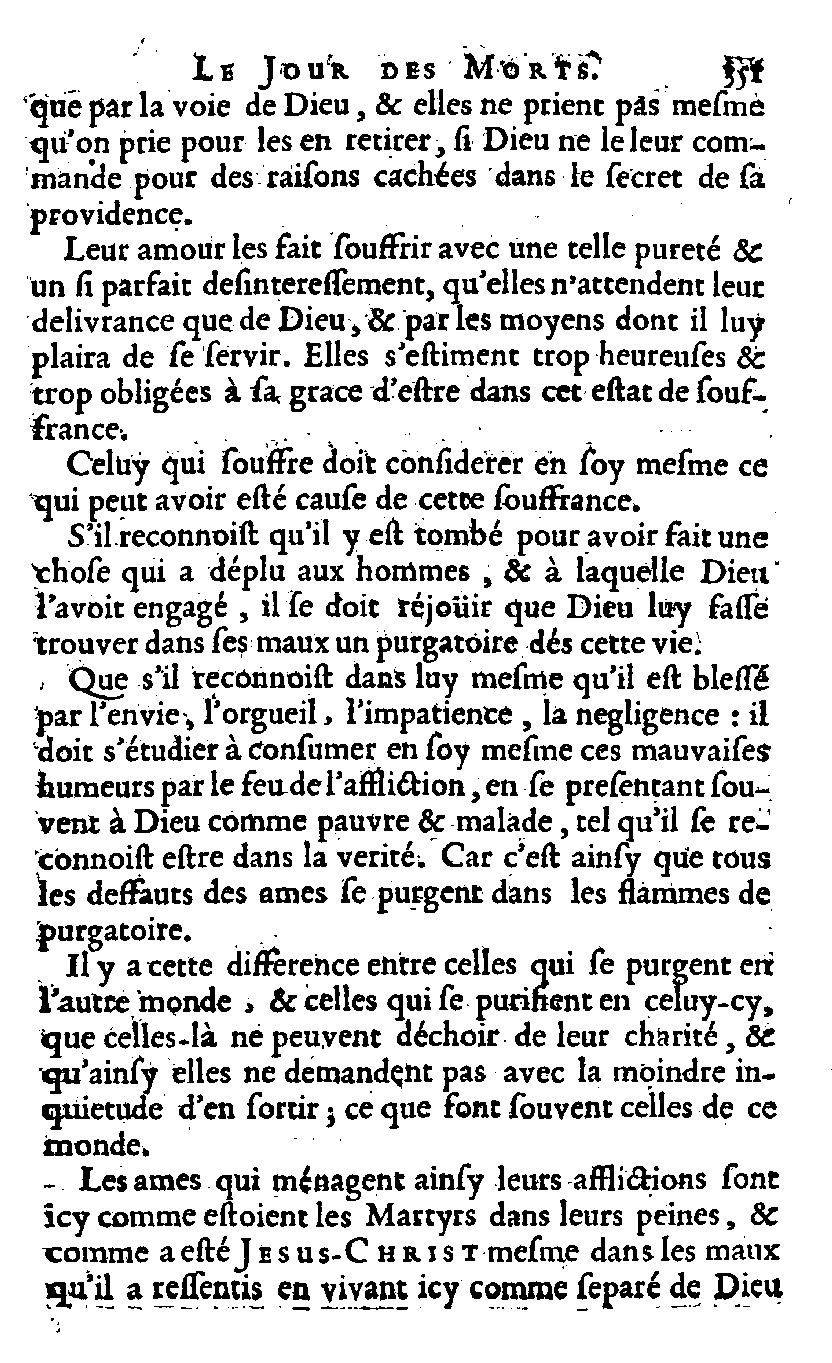 LE JOUR DES MORTS.
que par la voie de Dieu, & elles ne prient pas meſme
qu'on prie pour les en retirer, ſi Dieu ne le leur com-
mande pour des raiſons cachées dans le ſecret de ſa
providence.
Leur amour les fait ſouffrir avec une telle pureté &
un ſi parfait deſintereſſement, qu'elles n'attendent leur
delivrance que de Dieu, & par les moyens dont il luy
plaira de ſe ſervir. Elles s'eſtiment trop heureuſes &
trop obligées à ſa grace d'eſtre dans cet eſtat de ſouf-
france.
Celuy qui ſouffre doit conſiderer en ſoy meſme ce
qui peut avoir eſté cauſe de cette ſouffrance.
S'il reconnoiſt qu'il y eſt tombé pour avoir fait une
choſe qui a déplu aux hommes, & à laquelle Dieu
l'avoit engagé, il ſe doit réjoüir que Dieu luy faſſe
trouver dans ſes maux un purgatoire dés cette vie.
Que s'il reconnoiſt dans luy meſme qu'il eſt bleſſé
par l'envie, l'orgueil, l'impatience, la negligence : il
doit s'étudier à conſumer en ſoy meſme ces mauvaiſes
humeurs par le feu de l'affliction, en ſe preſentant ſou-
vent à Dieu comme pauvre & malade, tel qu'il ſe re-
connoiſt eſtre dans la verité. Car c'eſt ainſy que tous
les deffauts des ames ſe purgent dans les flammes de
purgatoire.
Il y a cette difference entre celles qui ſe purgent en
l'autre monde, & celles qui ſe purifient en celuy-cy,
que celles-là ne peuvent déchoir de leur charité, &
qu'ainſy elles ne demandent pas avec la moindre in-
quietude d'en ſortir ; ce que font ſouvent celles de ce
monde.
Les ames qui ménagent ainſy leurs afflictions ſont
icy comme eſtoient les Martyrs dans leurs peines, &
comme a eſté JESUS-CHRIST meſme dans les maux
qu'il a reſſentis en vivant icy comme ſeparé de Dieu